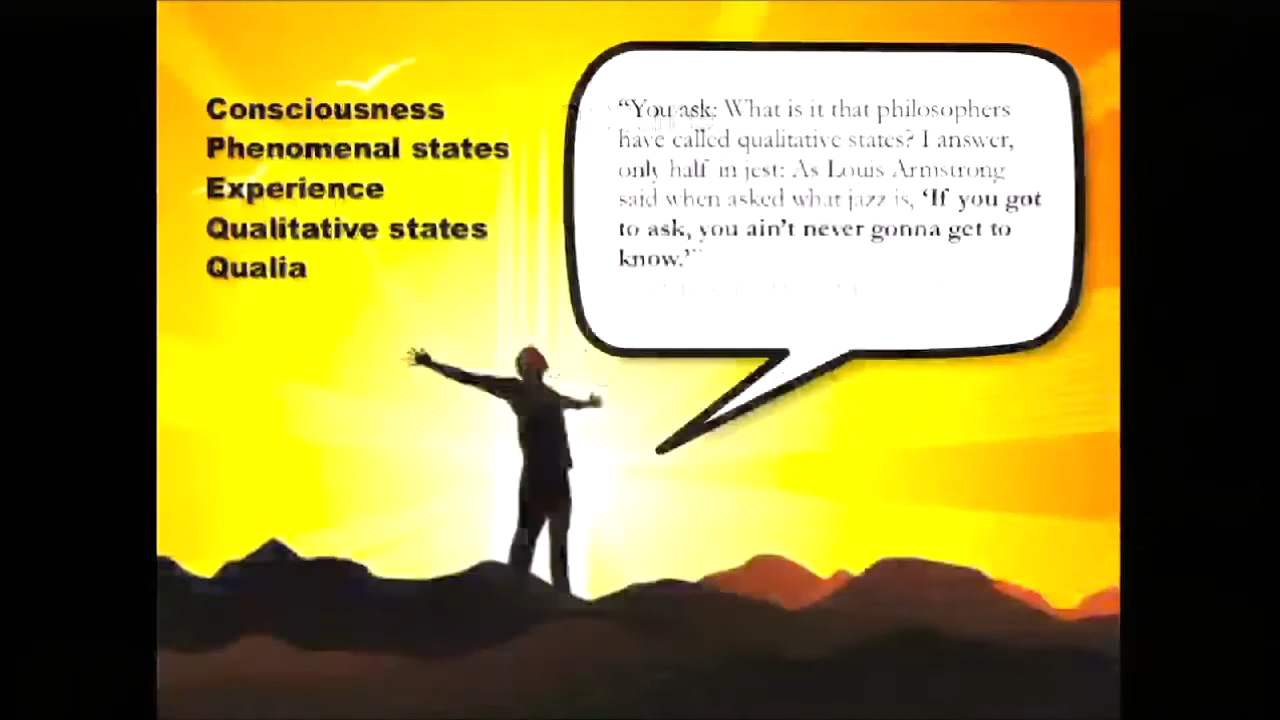 Consciousness
Phenomenal states
Experience
Qualitative states
Qualia
“You ask: What is it that philosophers
have called qualitative states? I answer,
only half in jest: As Louis Armstrong
said when asked what jazz is, ‘If you got
to ask, you ain’t never gonna get to
know.’”